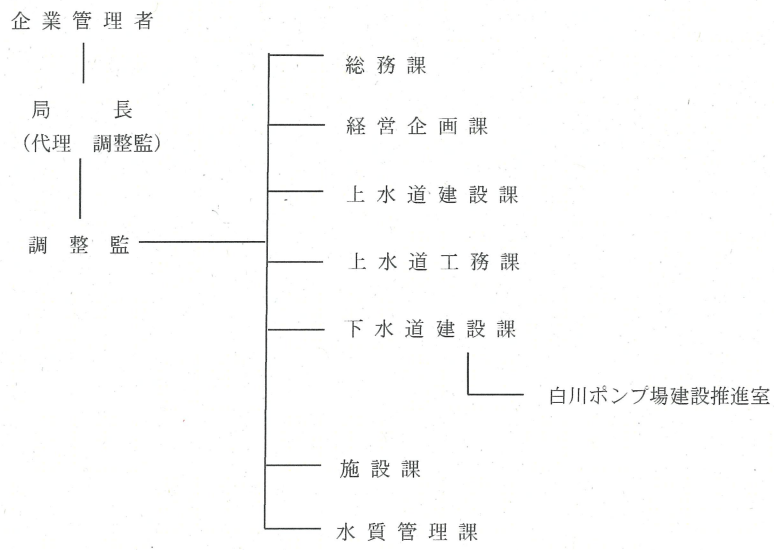 企業管理者
局長
(代理 調整監)
調整監
総務課
経営企画課
上水道建設課
上水道工務課
下水道建設課
白川ポンプ場建設推進室
施設課
水質管理課